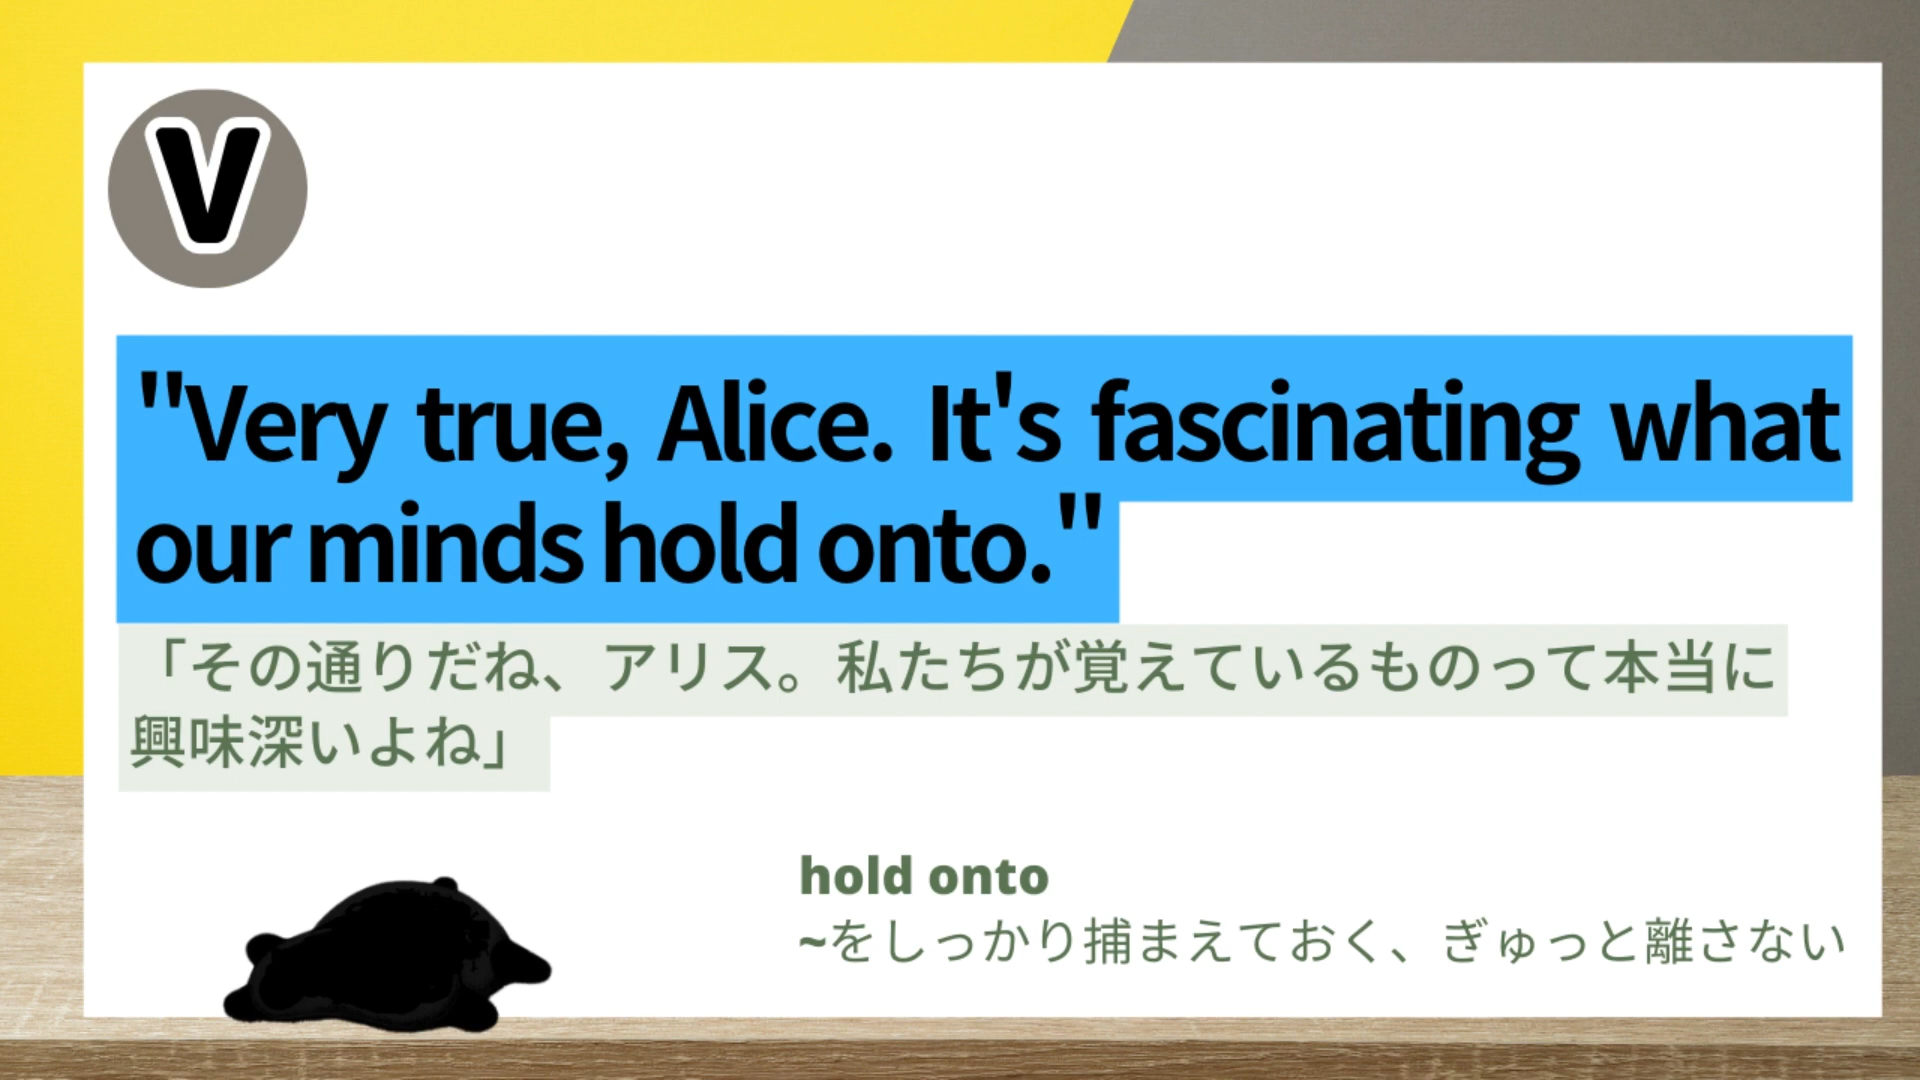 V
"Very true, Alice. It's fascinating what
our minds hold onto."
「その通りだね、アリス。私たちが覚えているものって本当に
興味深いよね」
hold onto
~をしっかり捕まえておく、ぎゅっと離さない